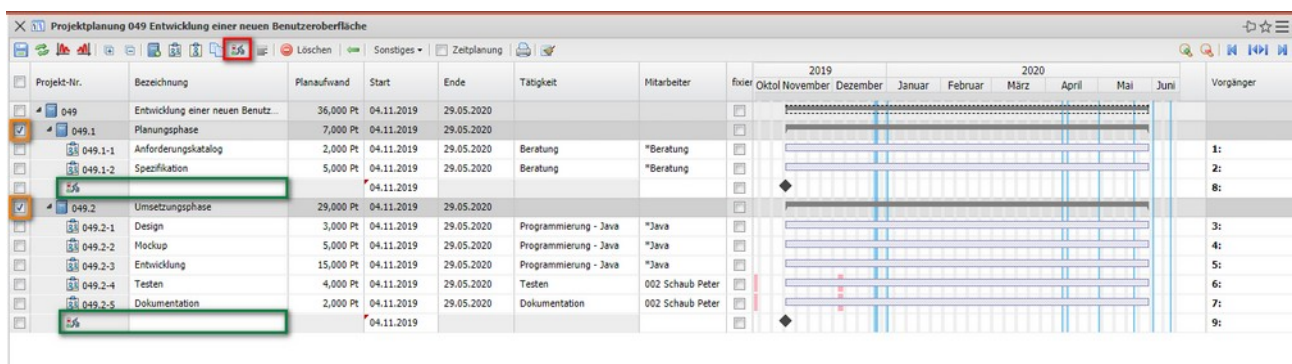 Projektplanung 049 Entwicklung einer neuen Benutzeroberfläche
Löschen Sonstiges Zeitplanung
2019 2020
Projekt-Nr. Bezeichnung Planaufwand Start Ende Tätigkeit Mitarbeiter fixier Oktol November Dezember Januar Februar März April Mai Juni Vorgänger
049 Entwicklung einer neuen Benutz... 36,000 Pt 04.11.2019 29.05.2020
049.1 Planungsphase 7,000 Pt 04.11.2019 29.05.2020
049.1-1 Anforderungskatalog 2,000 Pt 04.11.2019 29.05.2020 Beratung *Beratung 1:
049.1-2 Spezifikation 5,000 Pt 04.11.2019 29.05.2020 Beratung *Beratung 2:
04.11.2019 8:
049.2 Umsetzungsphase 29,000 Pt 04.11.2019 29.05.2020
049.2-1 Design 3,000 Pt 04.11.2019 29.05.2020 Programmierung - Java *Java 3:
049.2-2 Mockup 5,000 Pt 04.11.2019 29.05.2020 Programmierung - Java *Java 4:
049.2-3 Entwicklung 15,000 Pt 04.11.2019 29.05.2020 Programmierung - Java *Java 5:
049.2-4 Testen 4,000 Pt 04.11.2019 29.05.2020 Testen 002 Schaub Peter 6:
049.2-5 Dokumentation 2,000 Pt 04.11.2019 29.05.2020 Dokumentation 002 Schaub Peter 7:
04.11.2019 9: